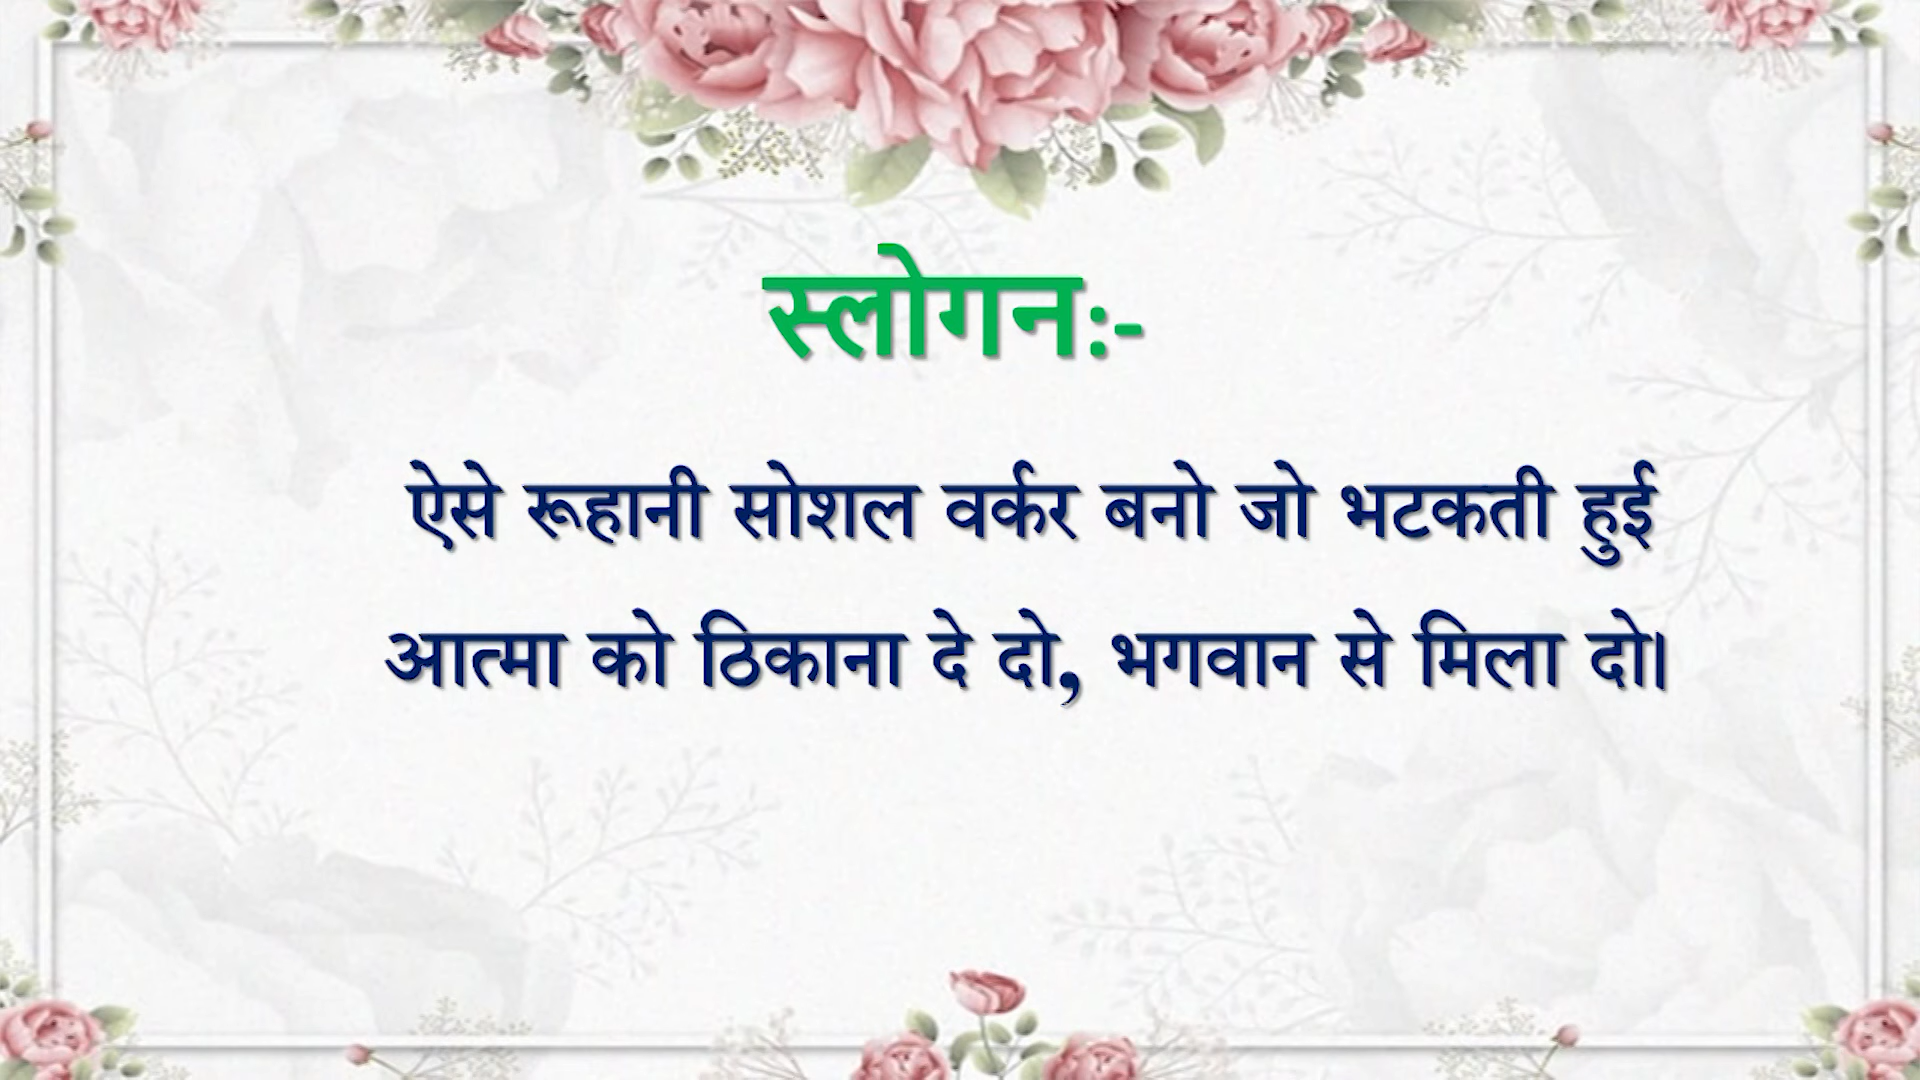 स्लोगन:-
ऐसे रूहानी सोशल वर्कर बनो जो भटकती हुई
आत्मा को ठिकाना दे दो, भगवान से मिला दो।